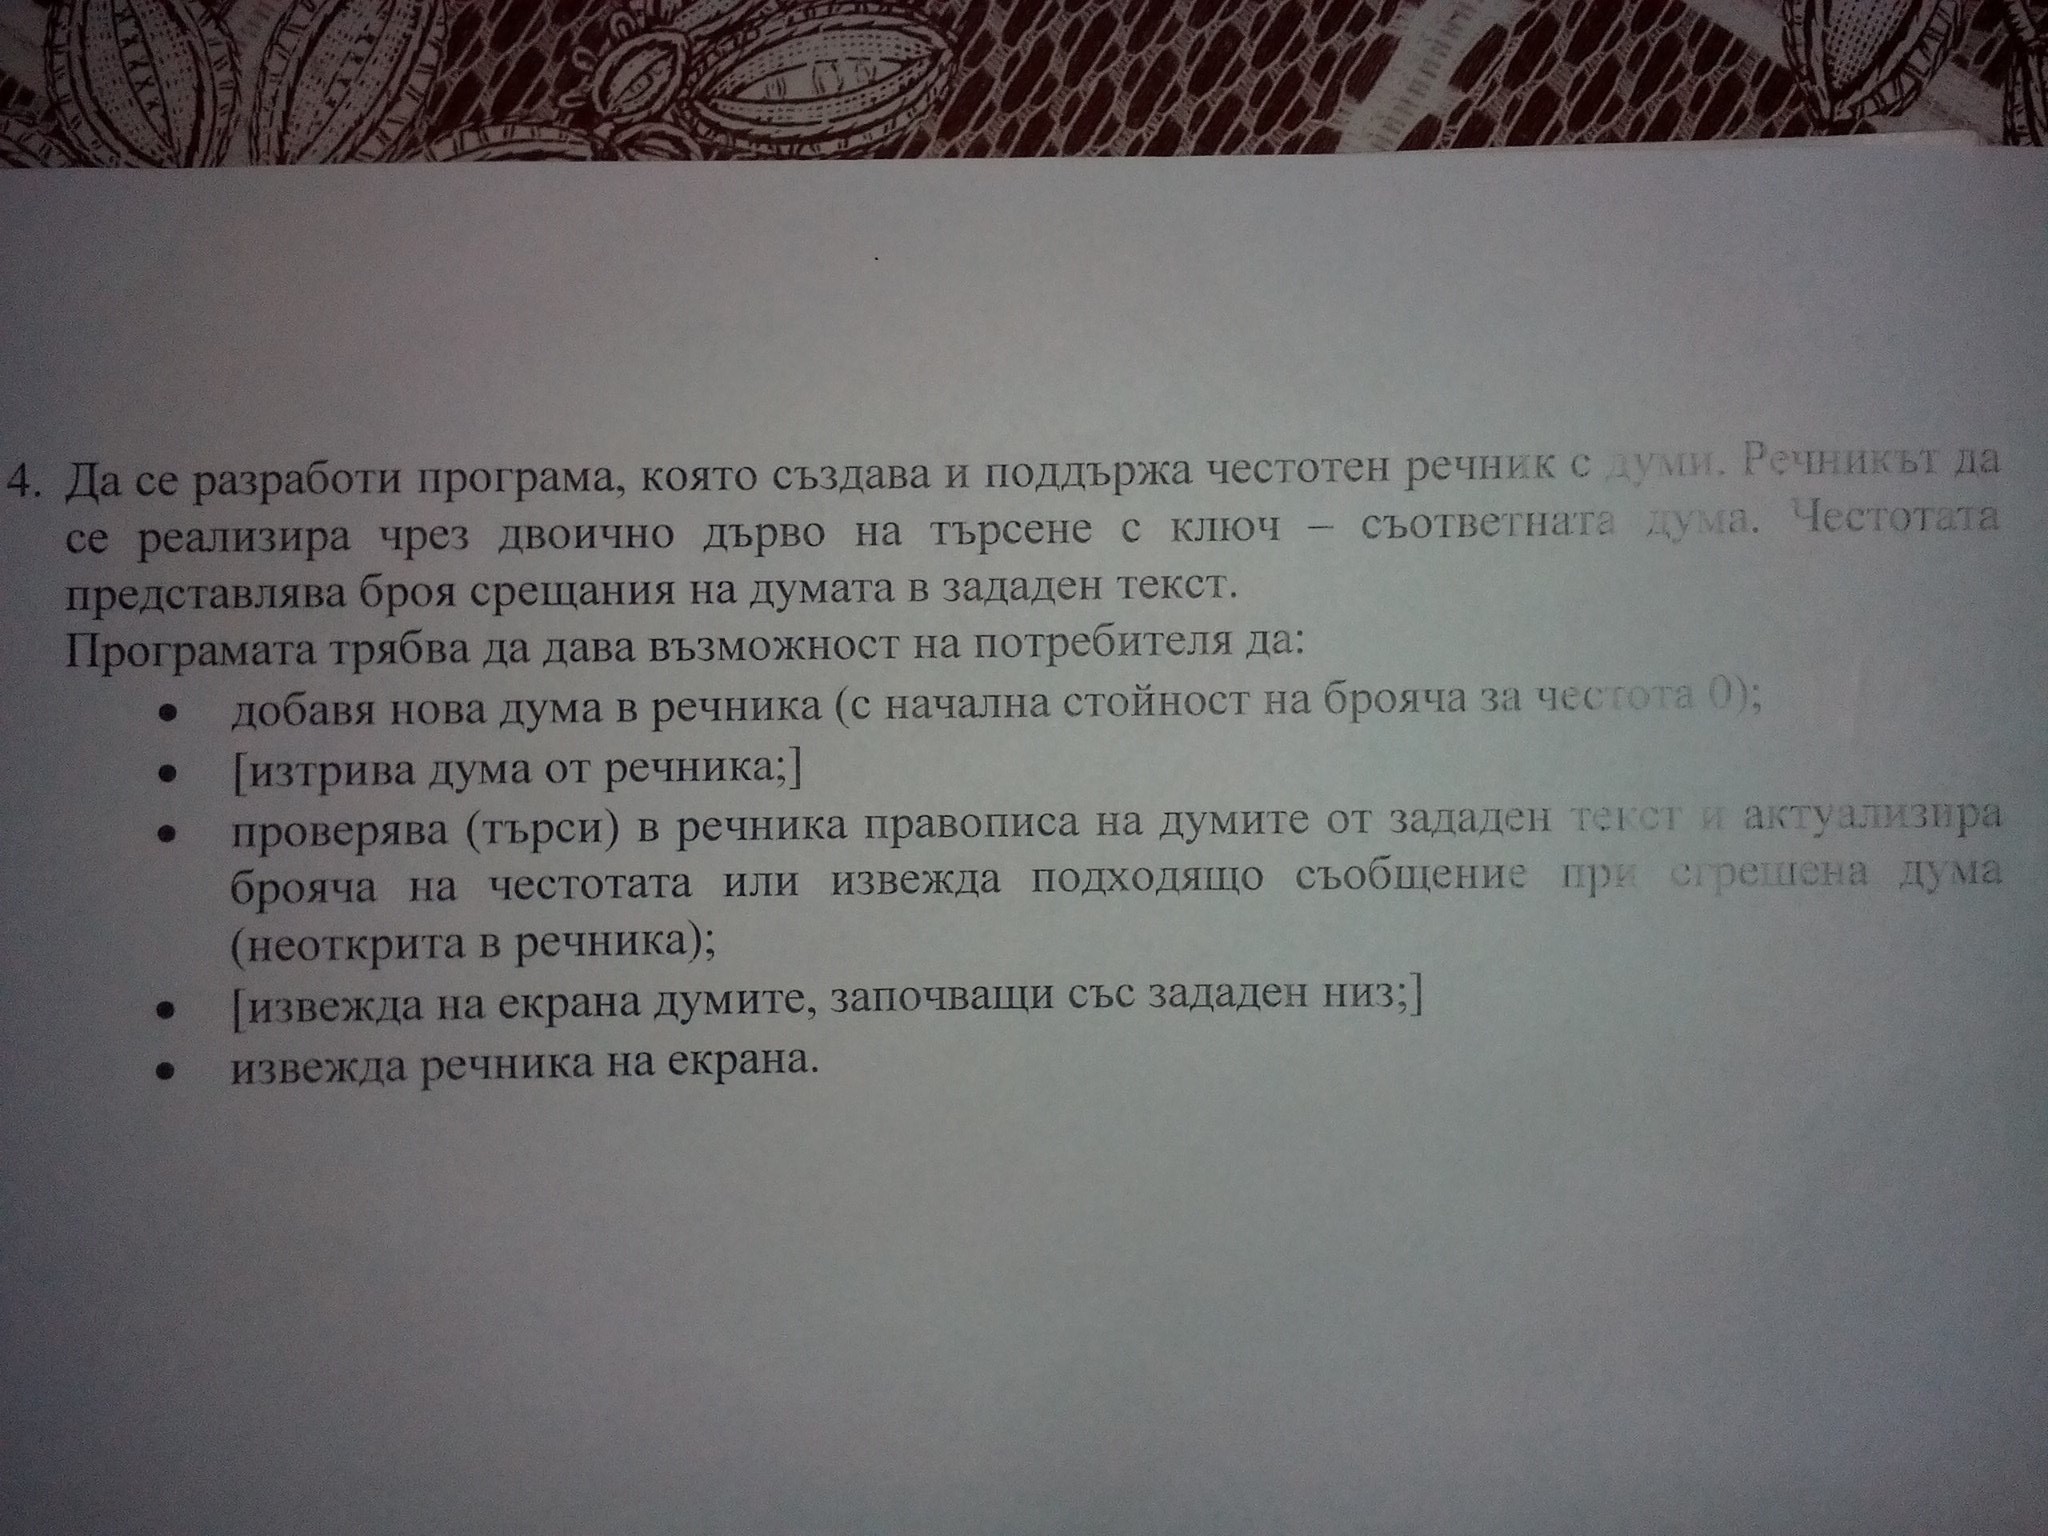 4. Да се разработи програма, която създава и поддържа честотен речник с думи. Речникът да
се реализира чрез двоично дърво на търсене с ключ – съответната дума. Честотата
представлява броя срещания на думата в зададен текст.
Програмата трябва да дава възможност на потребителя да:
• добавя нова дума в речника (с начална стойност на брояча за честота 0);
• [изтрива дума от речника;]
• проверява (търси) в речника правописа на думите от зададен текст и актуализира
брояча на честотата или извежда подходящо съобщение при сгрешена дума
(неоткрита в речника);
• [извежда на екрана думите, започващи със зададен низ;]
• извежда речника на екрана.